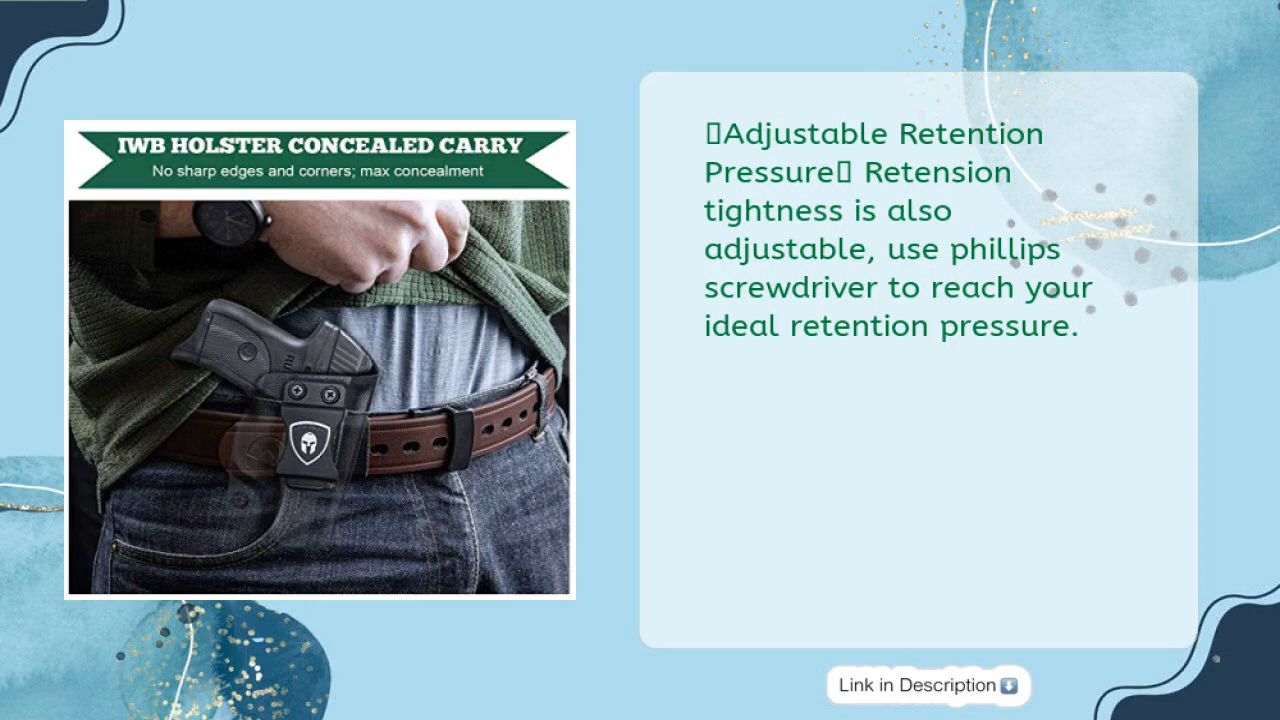 IWB HOLSTER CONCEALED CARRY
No sharp edges and corners; max concealment
RU
▯Adjustable Retention
Pressure▯ Retension
tightness is also
adjustable, use phillips
screwdriver to reach your
ideal retention pressure.
Link in Description⬇️